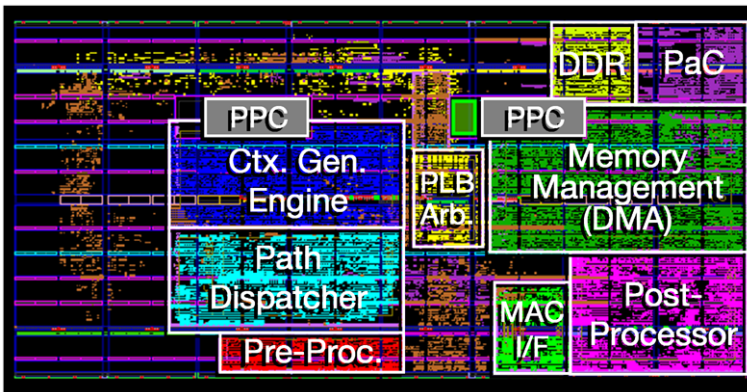 DDR
PaC
PPC
PPC
Ctx. Gen.
Engine
PLB
Arb.
Memory
Management
(DMA)
Path
Dispatcher
MAC
I/F
Post-
Processor
Pre-Proc.